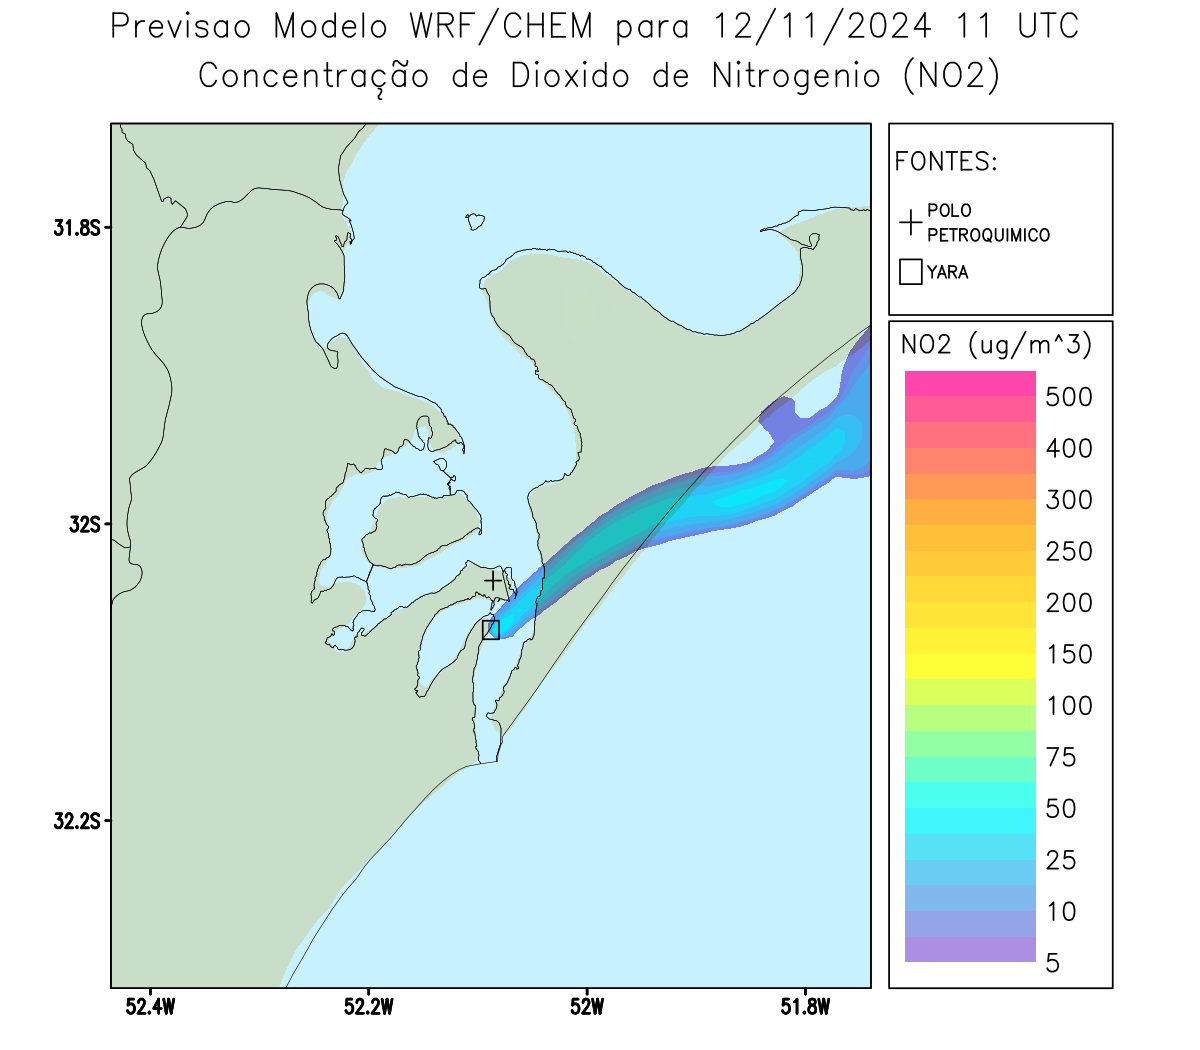 Previsao Modelo WRF/CHEM para 12/11/2024 11 UTC
Concentração de Dioxido de Nitrogenio (NO2)
FONTES:
POLO
PETROQUIMICO
YARA
NO2 (ug/m^3)
500
400
300
250
200
150
100
75
50
25
10
5
31.8S
32S
32.2S
52.4W
52.2W
52W
51.8W